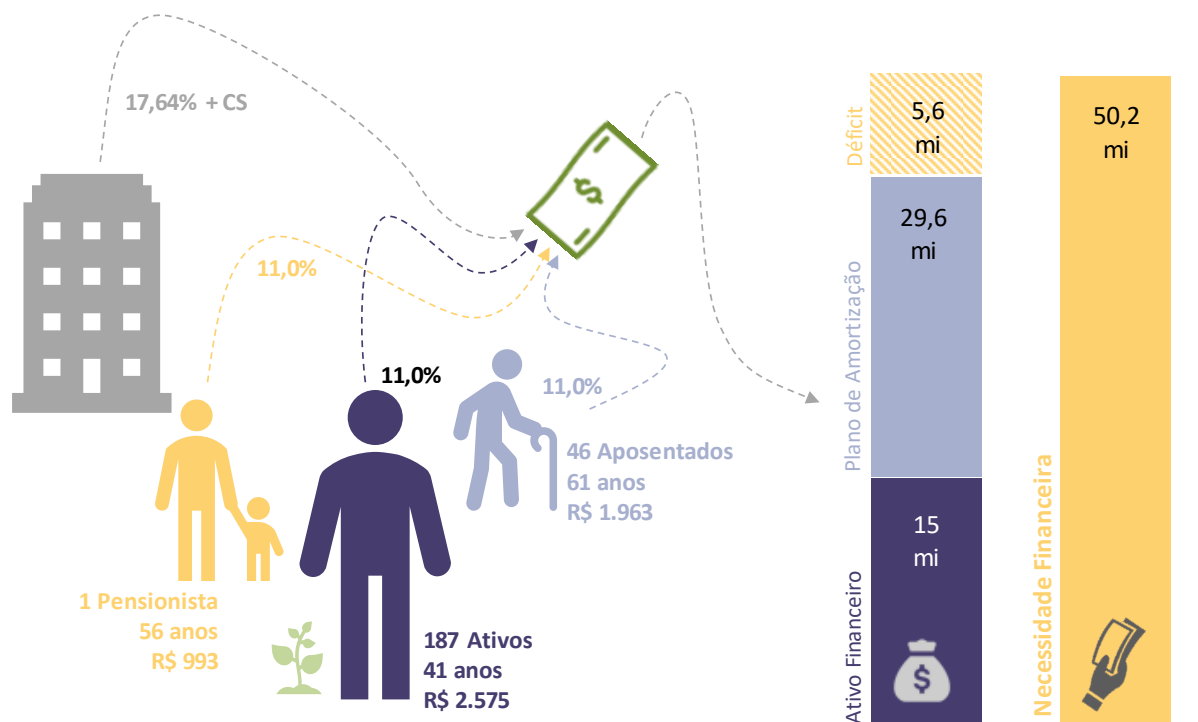 17,64% + CS
11,0%
11,0%
11,0%
1 Pensionista
56 anos
R$ 993
187 Ativos
41 anos
R$ 2.575
46 Aposentados
61 anos
R$ 1.963
Déficit
5,6
mi
Plano de Amortização
29,6
mi
Ativo Financeiro
15
mi
$
Necessidade Financeira
50,2
mi
$